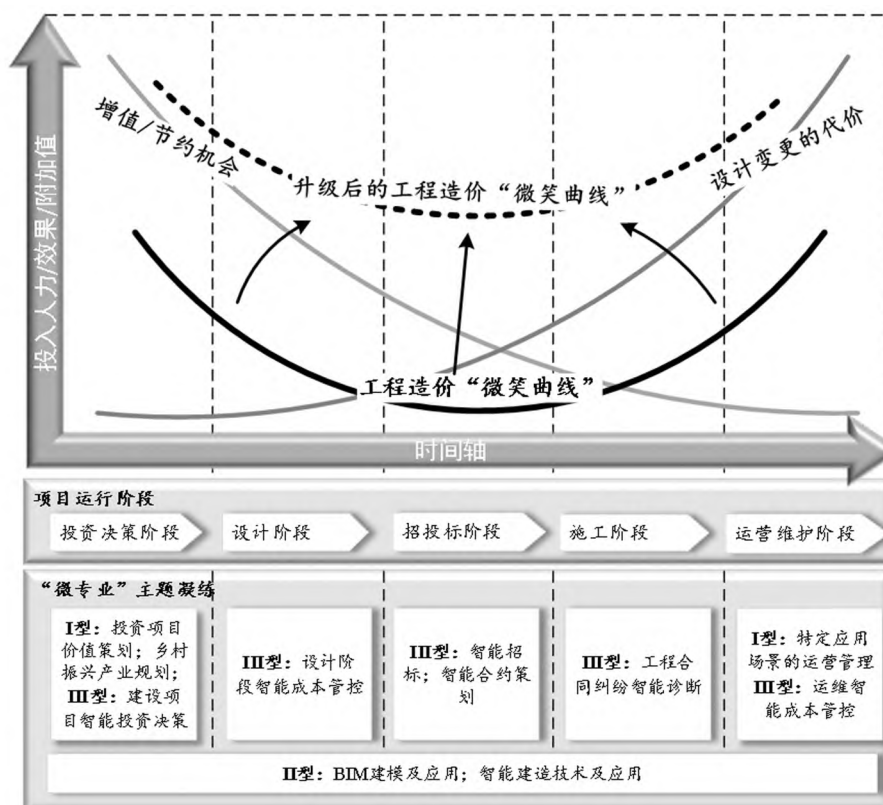 投入人力/效果/附加值
增值/节约机会
设计变更的代价
升级后的工程造价“微笑曲线”
工程造价“微笑曲线”
时间轴
项目运行阶段
投资决策阶段
设计阶段
招投标阶段
施工阶段
运营维护阶段
“微专业”主题凝练
I型：投资项目
价值策划；乡村
振兴产业规划；
III型：建设项
目智能投资决策
III型：设计阶
段智能成本管控
III型：智能招
标；智能合约策
划
III型：工程合
同纠纷智能诊断
I型：特定应用
场景的运营管理
III型：运维智
能成本管控
II型：BIM建模及应用；智能建造技术及应用